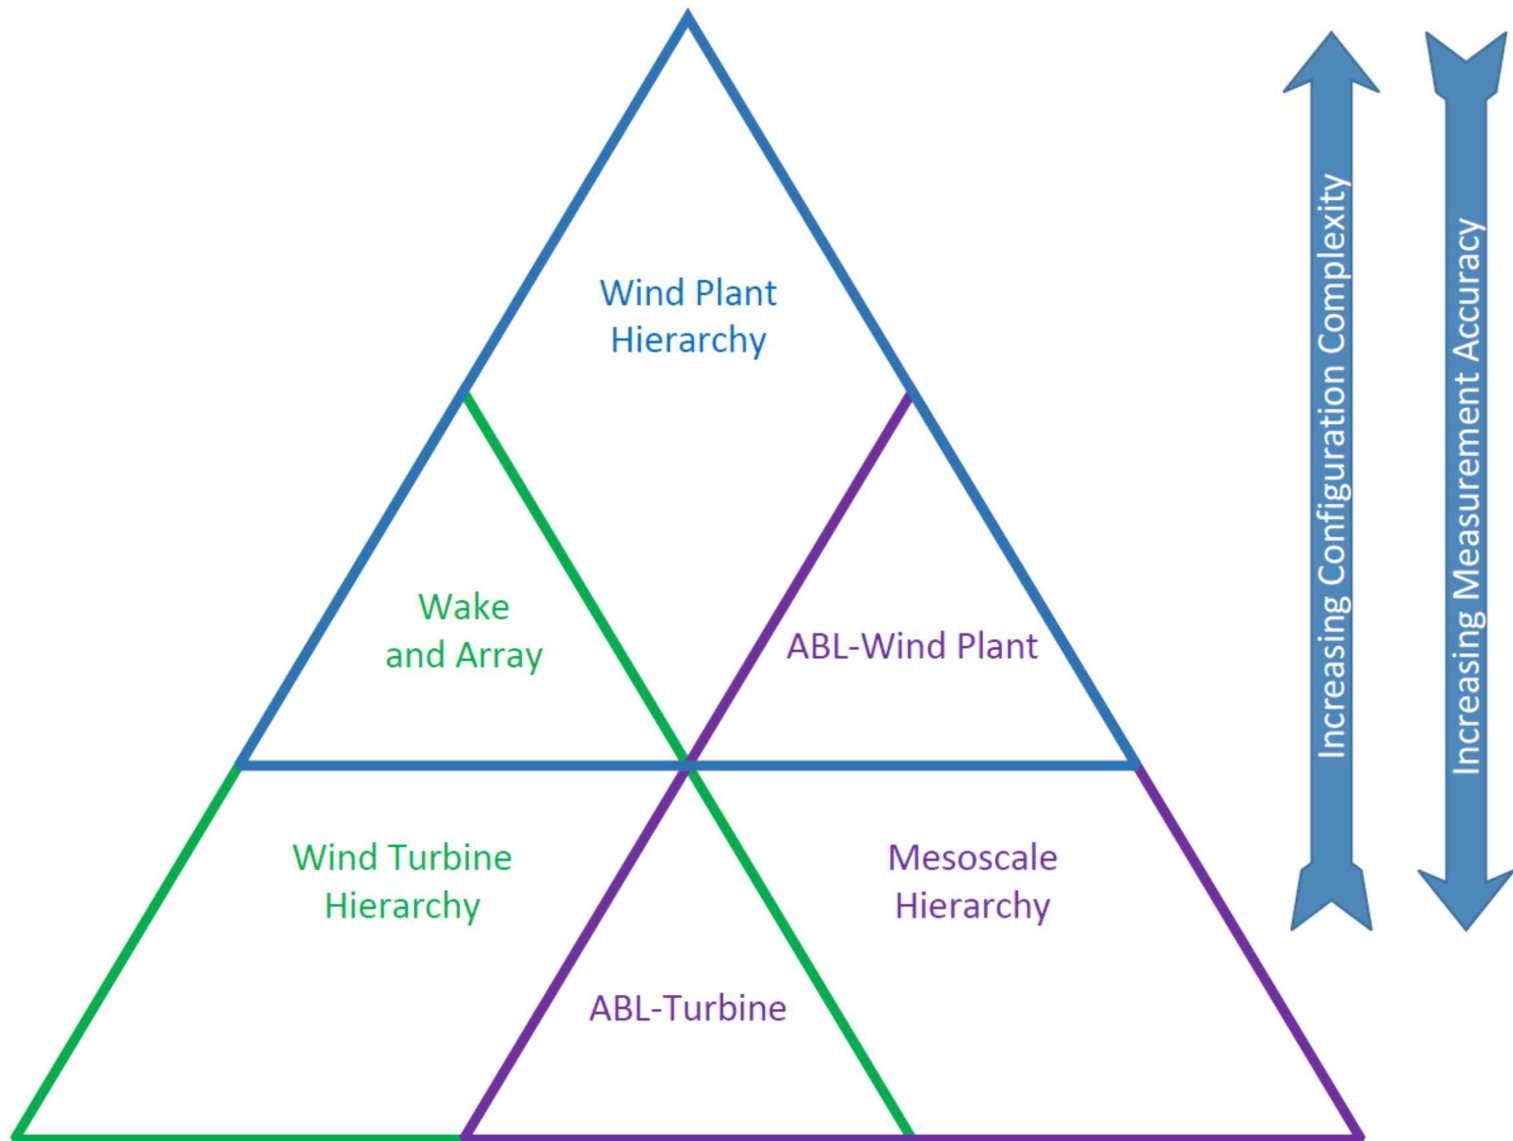 Wind Plant
Hierarchy
Wake
and Array
ABL-Wind Plant
Wind Turbine
Hierarchy
Mesoscale
Hierarchy
ABL-Turbine
Increasing Configuration Complexity
Increasing Measurement Accuracy